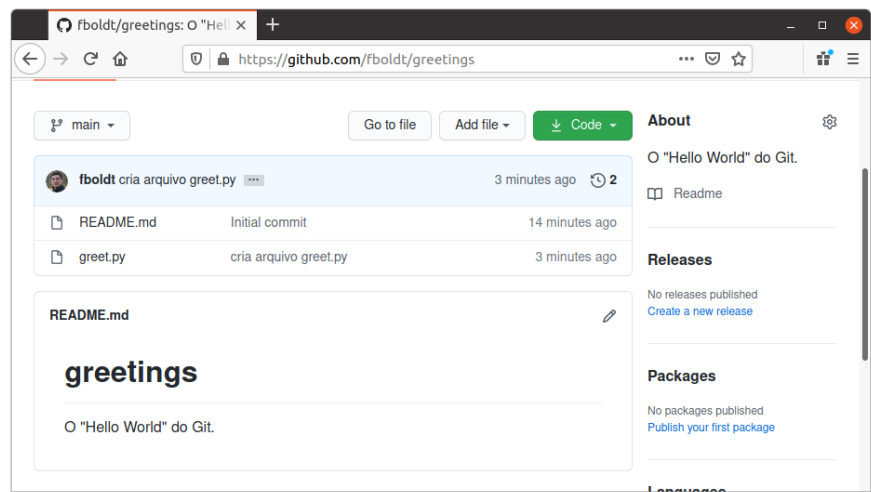 fboldt/greetings: O "Hell
https://github.com/fboldt/greetings
main
Go to file
Add file
Code
fboldt cria arquivo greet.py
3 minutes ago
2
README.md
Initial commit
14 minutes ago
greet.py
cria arquivo greet.py
3 minutes ago
README.md
greetings
O "Hello World" do Git.
About
O "Hello World" do Git.
Readme
Releases
No releases published
Create a new release
Packages
No packages published
Publish your first package
Languages